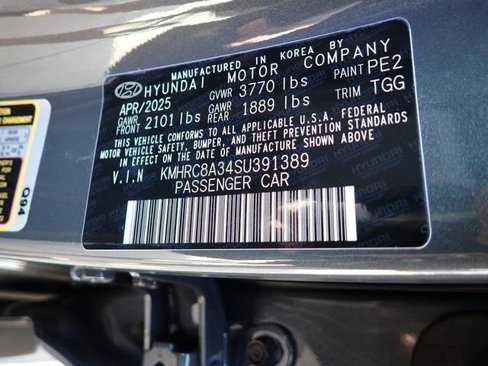 MANUFACTURED IN KOREA BY
HYUNDAI MOTOR COMPANY
APR/2025 GVWR 3770 lbs PAINT PE2
GAWR FRONT 2101 lbs GAWR REAR 1889 lbs TRIM TGG
THIS VEHICLE CONFORMS TO ALL APPLICABLE U.S.A. FEDERAL
MOTOR VEHICLE SAFETY, BUMPER, AND THEFT PREVENTION STANDARDS
IN EFFECT ON THE DATE OF MANUFACTURE SHOWN ABOVE
V.I.N KMHRC8A34SU391389
PASSENGER CAR
Q94